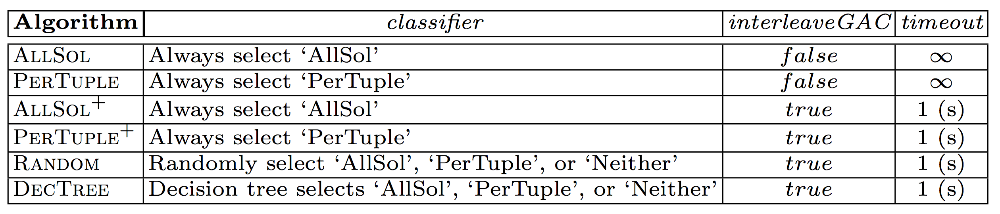 Algorithm classifier interleaveGAC timeout
AllSol Always select ‘AllSol’ false ∞
PerTuple Always select ‘PerTuple’ false ∞
AllSol+ Always select ‘AllSol’ true 1 (s)
PerTuple+ Always select ‘PerTuple’ true 1 (s)
Random Randomly select ‘AllSol’, ‘PerTuple’, or ‘Neither’ true 1 (s)
DecTree Decision tree selects ‘AllSol’, ‘PerTuple’, or ‘Neither’ true 1 (s)